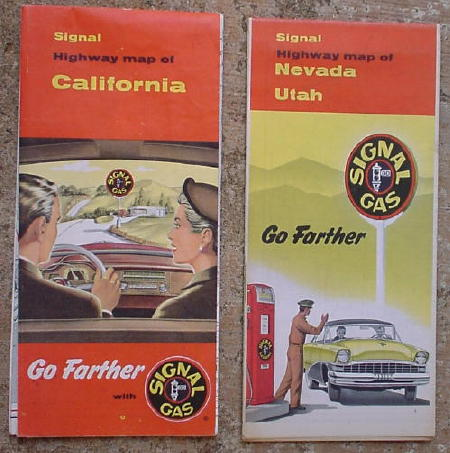 Signal
Highway map of
California
SIGNAL
GAS
Go Farther
with
SIGNAL
GAS
Signal
Highway map of
Nevada
Utah
SIGNAL
GAS
Go Farther